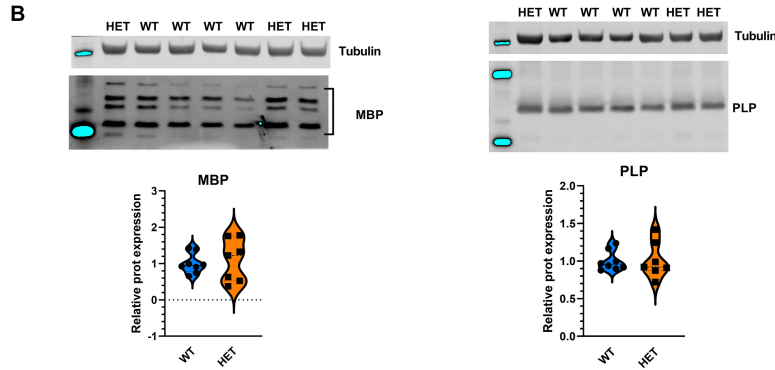 B
HET WT WT WT WT HET HET
Tubulin
MBP
HET WT WT WT WT HET HET
Tubulin
PLP
MBP
Relative prot expression
3
2
1
0
-1
WT HET
PLP
Relative prot expression
2.0
1.5
1.0
0.5
0.0
WT HET